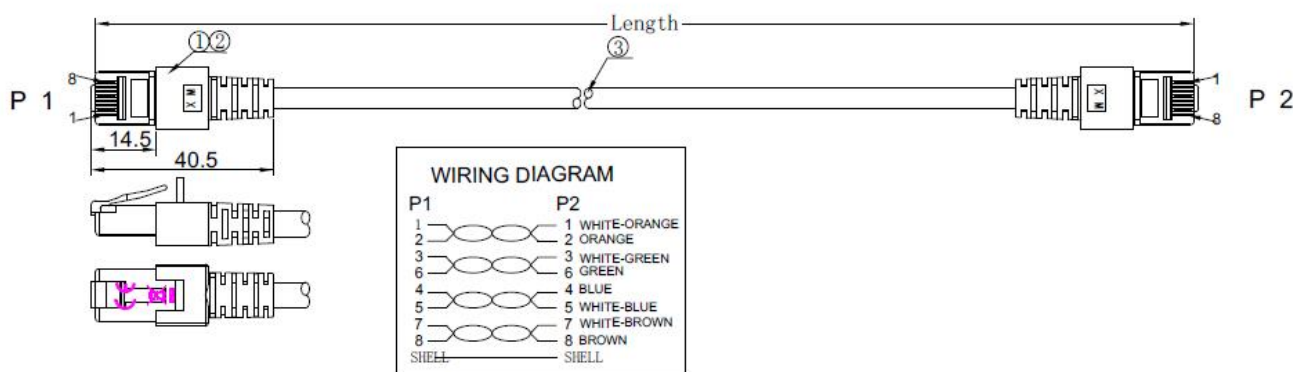 Length
①② ③
P 1 8 1 X M X M 1 8 P 2
14.5
40.5
WIRING DIAGRAM
P1 P2
1 1 WHITE-ORANGE
2 2 ORANGE
3 3 WHITE-GREEN
6 6 GREEN
4 4 BLUE
5 5 WHITE-BLUE
7 7 WHITE-BROWN
8 8 BROWN
SHELL SHELL